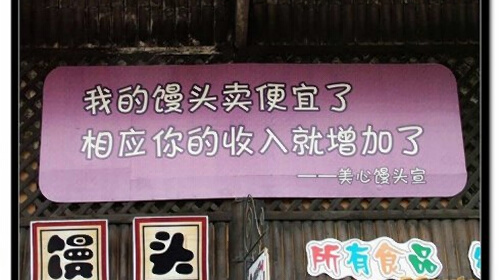 我的馒头卖便宜了
相应你的收入就增加了
——美心馒头宣
馒头
所有食品